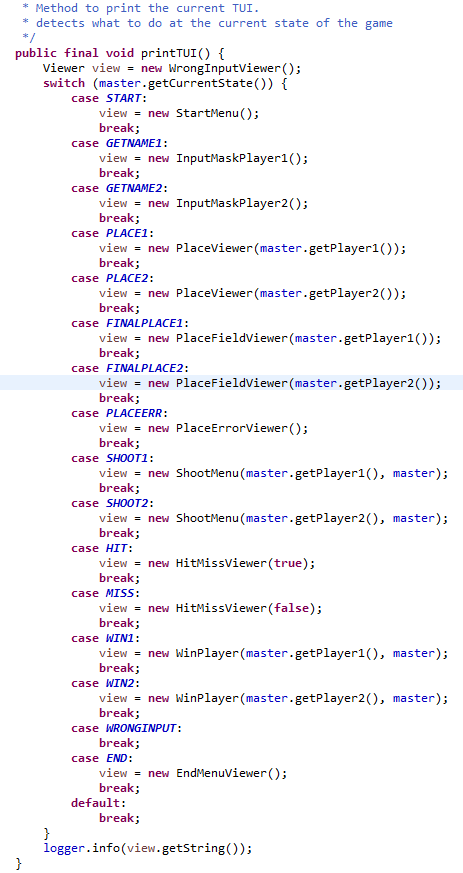 * Method to print the current TUI.
* detects what to do at the current state of the game
*/
public final void printTUI() {
    Viewer view = new WrongInputViewer();
    switch (master.getCurrentState()) {
        case START:
            view = new StartMenu();
            break;
        case GETNAME1:
            view = new InputMaskPlayer1();
            break;
        case GETNAME2:
            view = new InputMaskPlayer2();
            break;
        case PLACE1:
            view = new PlaceViewer(master.getPlayer1());
            break;
        case PLACE2:
            view = new PlaceViewer(master.getPlayer2());
            break;
        case FINALPLACE1:
            view = new PlaceFieldViewer(master.getPlayer1());
            break;
        case FINALPLACE2:
            view = new PlaceFieldViewer(master.getPlayer2());
            break;
        case PLACEERR:
            view = new PlaceErrorViewer();
            break;
        case SHOOT1:
            view = new ShootMenu(master.getPlayer1(), master);
            break;
        case SHOOT2:
            view = new ShootMenu(master.getPlayer2(), master);
            break;
        case HIT:
            view = new HitMissViewer(true);
            break;
        case MISS:
            view = new HitMissViewer(false);
            break;
        case WIN1:
            view = new WinPlayer(master.getPlayer1(), master);
            break;
        case WIN2:
            view = new WinPlayer(master.getPlayer2(), master);
            break;
        case WRONGINPUT:
            break;
        case END:
            view = new EndMenuViewer();
            break;
        default:
            break;
    }
    logger.info(view.getString());
}